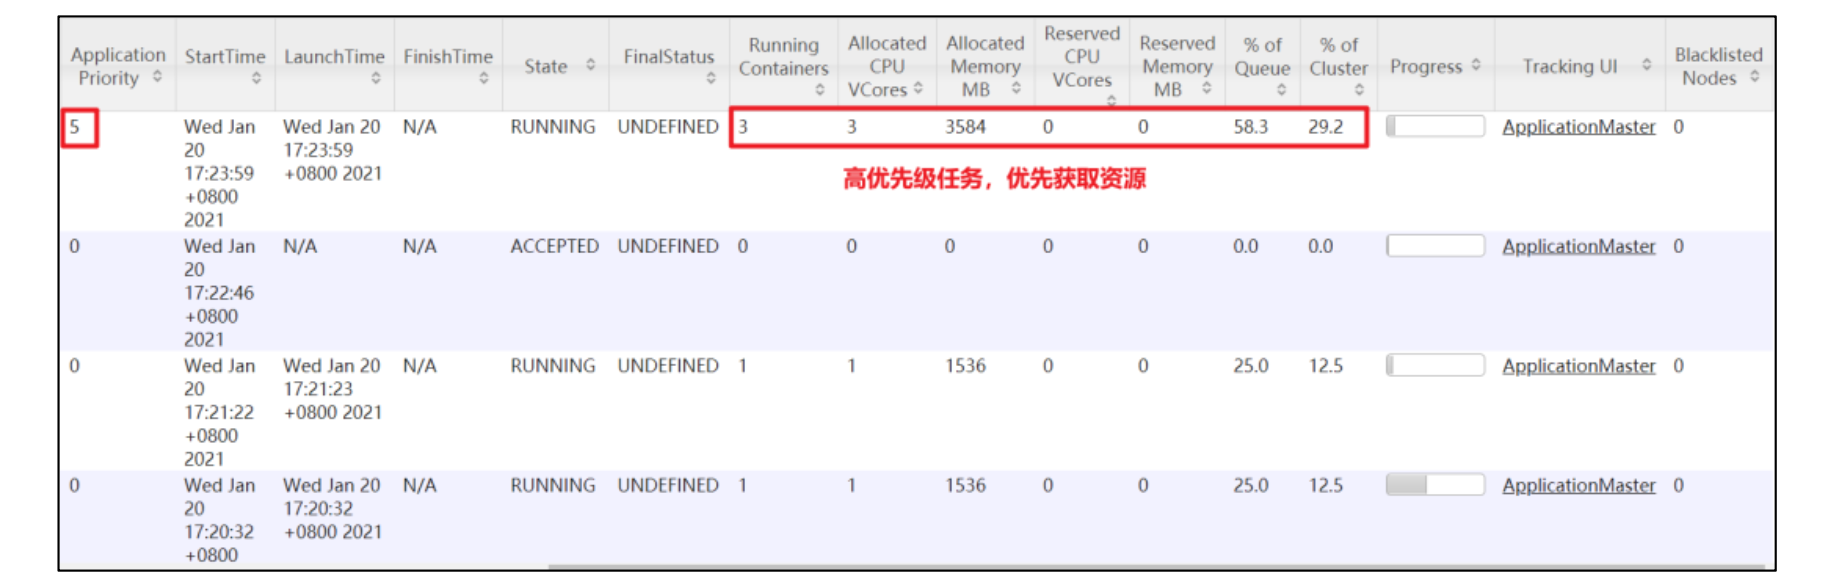 Application Priority StartTime LaunchTime FinishTime State FinalStatus Running Containers Allocated CPU VCores Allocated Memory MB Reserved CPU VCores Reserved Memory MB % of Queue % of Cluster Progress Tracking UI Blacklisted Nodes
5 Wed Jan 20 17:23:59 +0800 2021 Wed Jan 20 17:23:59 +0800 2021 N/A RUNNING UNDEFINED 3 3 3584 0 0 58.3 29.2 ApplicationMaster 0
高优先级任务，优先获取资源
0 Wed Jan 20 17:22:46 +0800 2021 N/A N/A ACCEPTED UNDEFINED 0 0 0 0 0 0.0 0.0 ApplicationMaster 0
0 Wed Jan 20 17:21:22 +0800 2021 Wed Jan 20 17:21:23 +0800 2021 N/A RUNNING UNDEFINED 1 1 1536 0 0 25.0 12.5 ApplicationMaster 0
0 Wed Jan 20 17:20:32 +0800 Wed Jan 20 17:20:32 +0800 2021 N/A RUNNING UNDEFINED 1 1 1536 0 0 25.0 12.5 ApplicationMaster 0